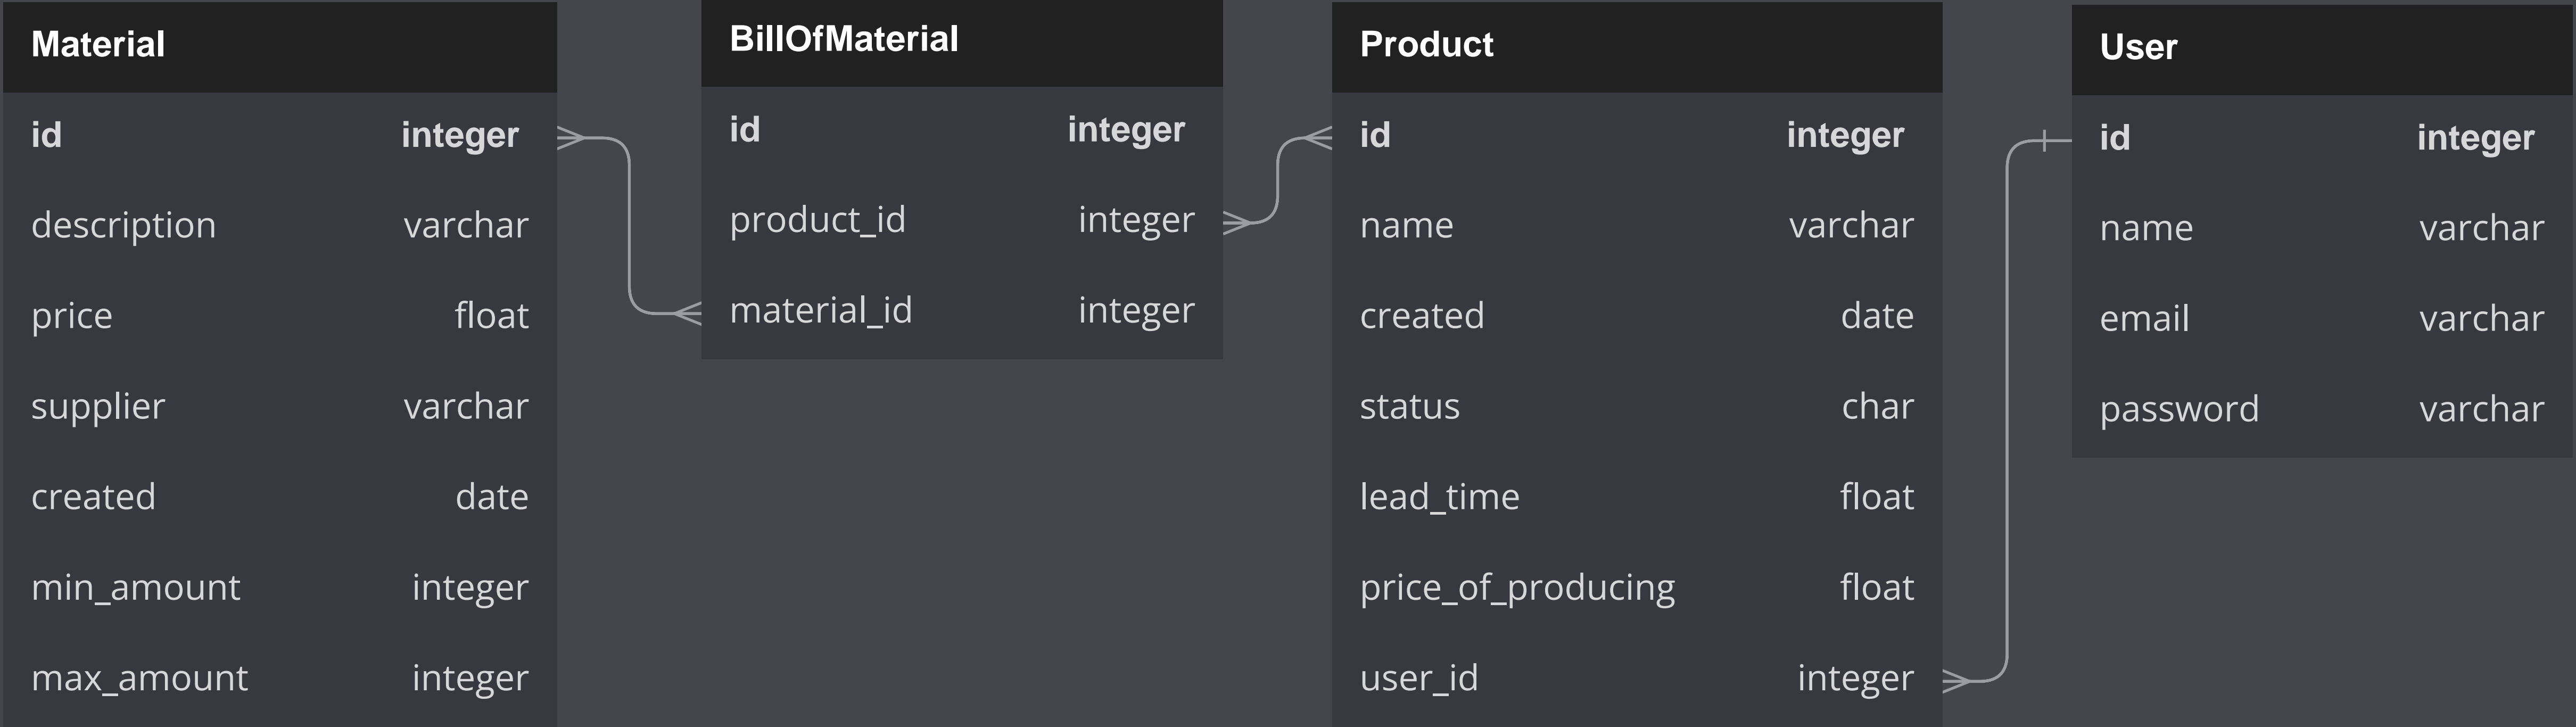 Material
id integer
description varchar
price float
supplier varchar
created date
min_amount integer
max_amount integer
BillOfMaterial
id integer
product_id integer
material_id integer
Product
id integer
name varchar
created date
status char
lead_time float
price_of_producing float
user_id integer
User
id integer
name varchar
email varchar
password varchar